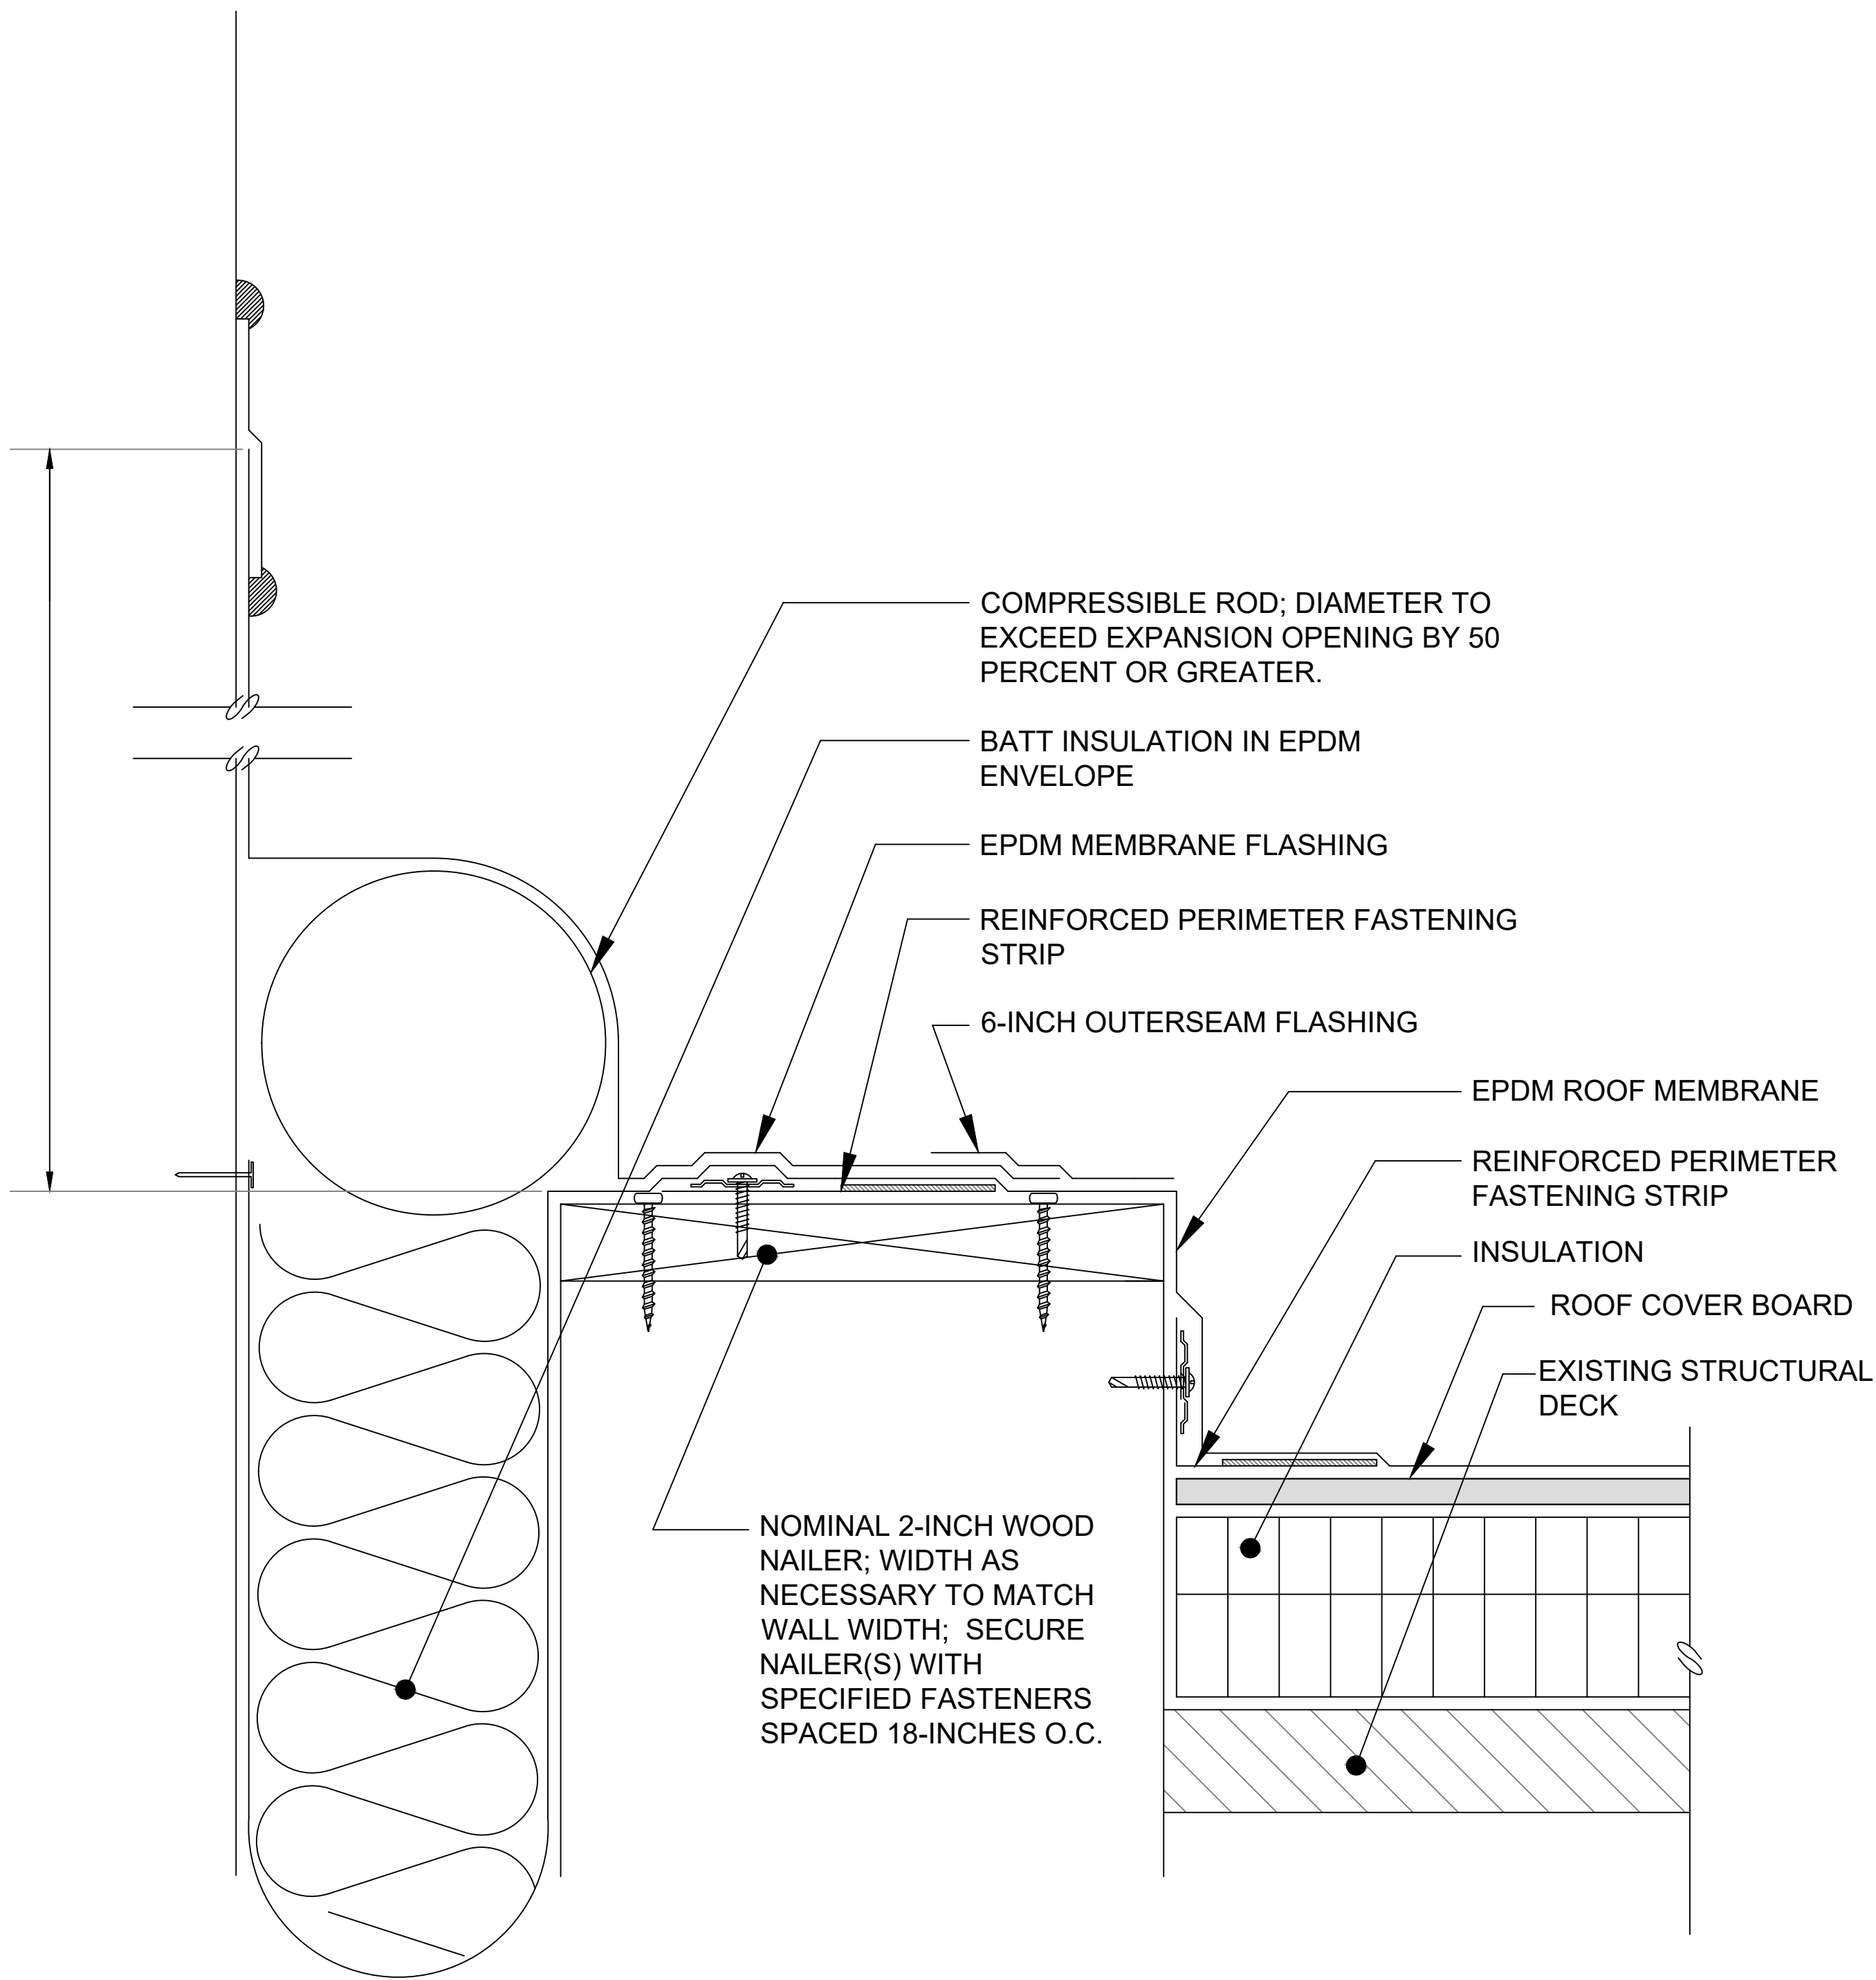 COMPRESSIBLE ROD; DIAMETER TO
EXCEED EXPANSION OPENING BY 50
PERCENT OR GREATER.
BATT INSULATION IN EPDM
ENVELOPE
EPDM MEMBRANE FLASHING
REINFORCED PERIMETER FASTENING
STRIP
6-INCH OUTERSEAM FLASHING
EPDM ROOF MEMBRANE
REINFORCED PERIMETER
FASTENING STRIP
INSULATION
ROOF COVER BOARD
EXISTING STRUCTURAL
DECK
NOMINAL 2-INCH WOOD
NAILER; WIDTH AS
NECESSARY TO MATCH
WALL WIDTH;  SECURE
NAILER(S) WITH
SPECIFIED FASTENERS
SPACED 18-INCHES O.C.